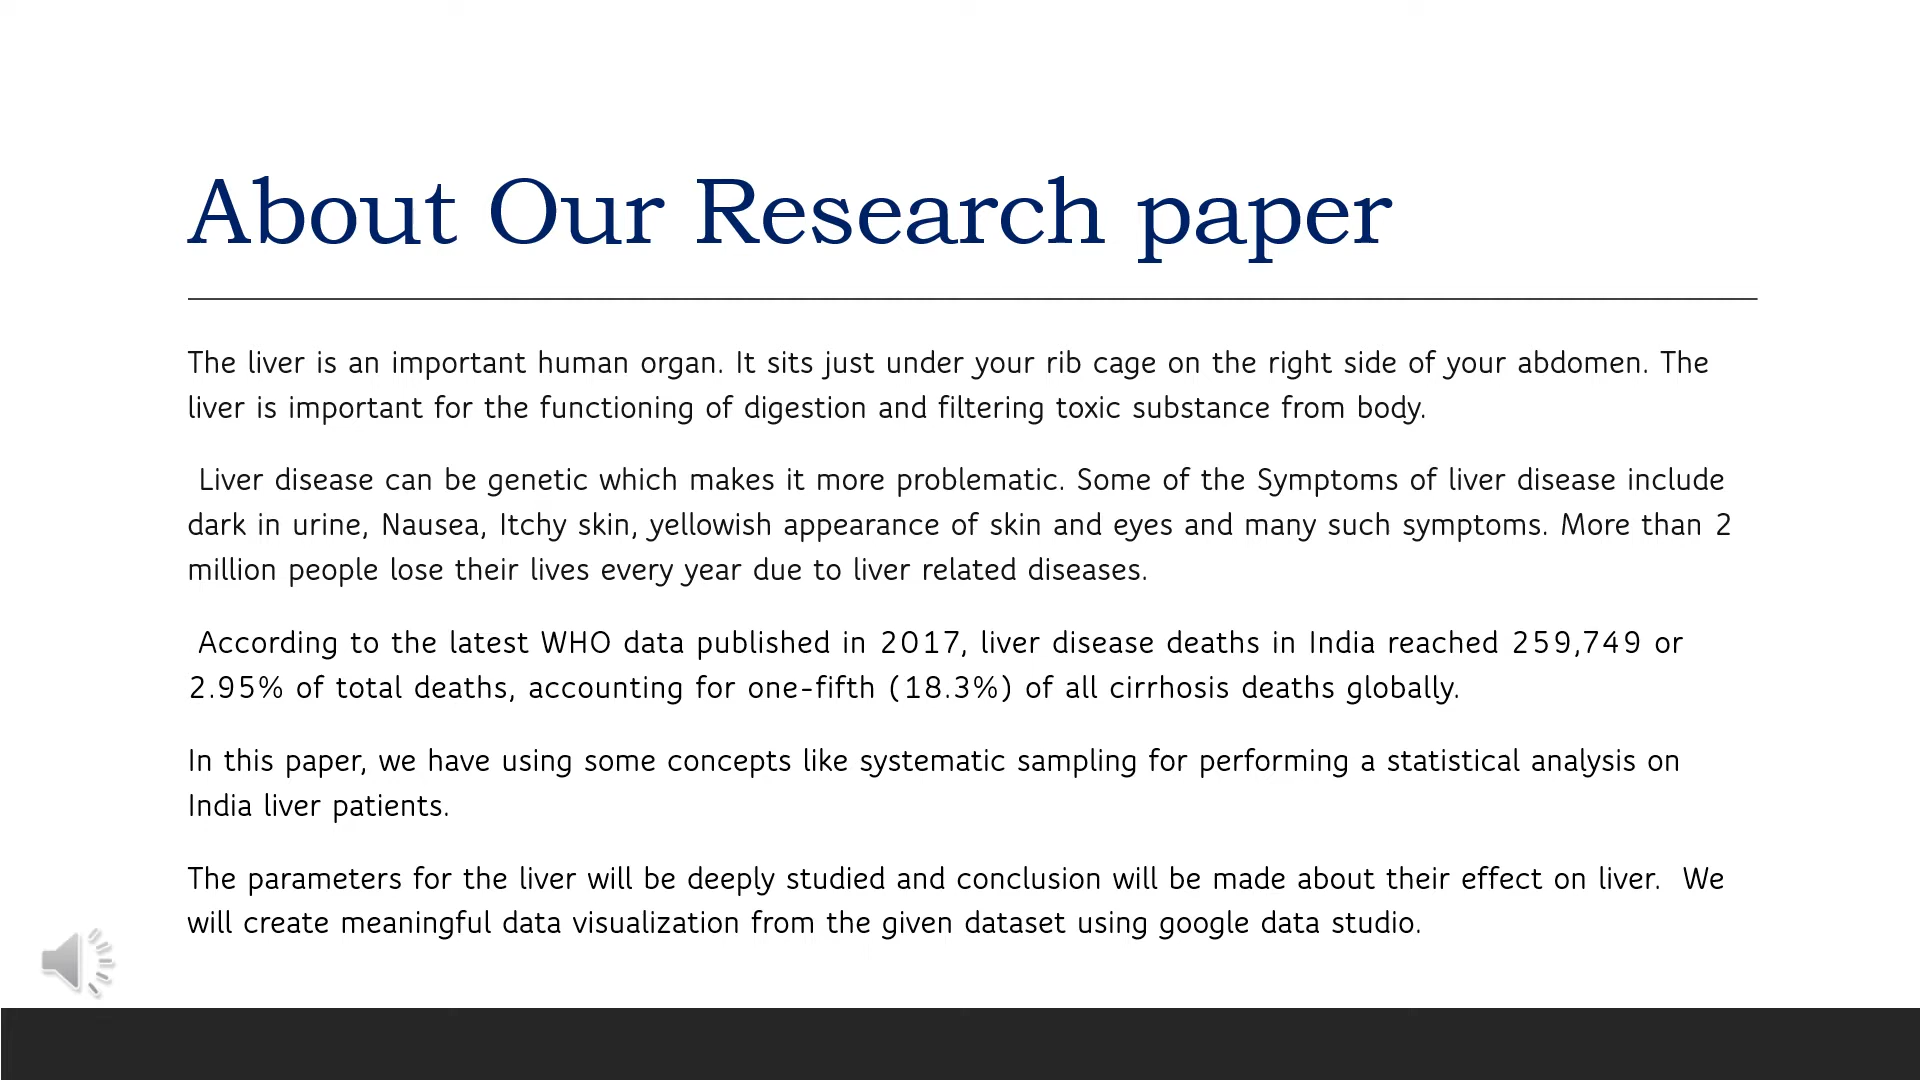 About Our Research paper
The liver is an important human organ. It sits just under your rib cage on the right side of your abdomen. The
liver is important for the functioning of digestion and filtering toxic substance from body.
Liver disease can be genetic which makes it more problematic. Some of the Symptoms of liver disease include
dark in urine, Nausea, Itchy skin, yellowish appearance of skin and eyes and many such symptoms. More than 2
million people lose their lives every year due to liver related diseases.
According to the latest WHO data published in 2017, liver disease deaths in India reached 259,749 or
2.95% of total deaths, accounting for one-fifth (18.3%) of all cirrhosis deaths globally.
In this paper, we have using some concepts like systematic sampling for performing a statistical analysis on
India liver patients.
The parameters for the liver will be deeply studied and conclusion will be made about their effect on liver.  We
will create meaningful data visualization from the given dataset using google data studio.